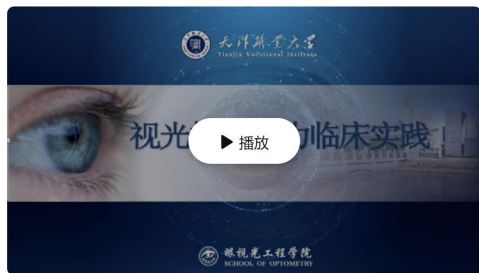 天津职业大学
Tianjin Vocational Institute
视光 力临床实践
播放
眼视光工程学院
SCHOOL OF OPTOMETRY